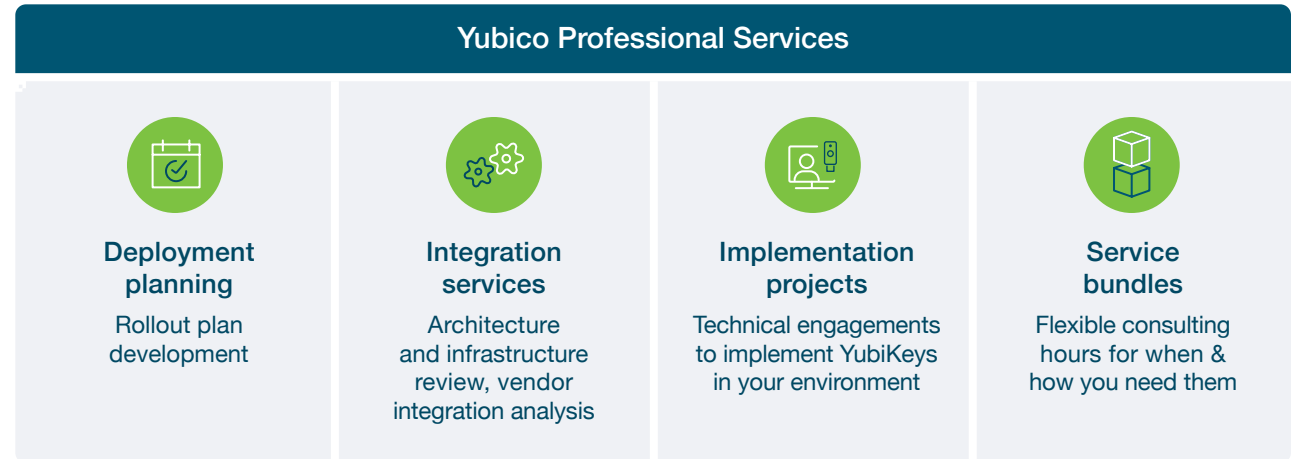 Yubico Professional Services
Deployment
planning
Rollout plan
development
Integration
services
Architecture
and infrastructure
review, vendor
integration analysis
Implementation
projects
Technical engagements
to implement YubiKeys
in your environment
Service
bundles
Flexible consulting
hours for when &
how you need them